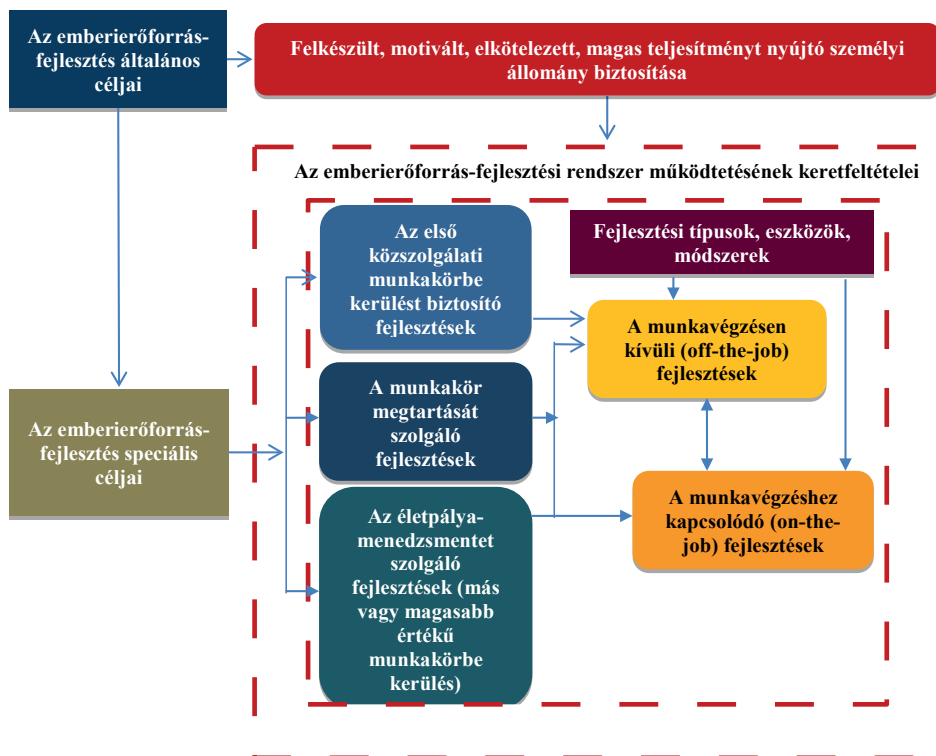 Az emberierőforrás-
fejlesztés általános
céljai
Felkészült, motivált, elkötelezett, magas teljesítményt nyújtó személyi
állomány biztosítása
Az emberierőforrás-fejlesztési rendszer működtetésének keretfeltételei
Az első
közszolgálati
munkakörbe
kerülést biztosító
fejlesztések
Fejlesztési típusok, eszközök,
módszerek
A munkavégzésen
kívüli (off-the-job)
fejlesztések
A munkakör
megtartását
szolgáló
fejlesztések
Az emberierőforrás-
fejlesztés speciális
céljai
A munkavégzéshez
kapcsolódó (on-the-
job) fejlesztések
Az életpálya-
menedzsmentet
szolgáló
fejlesztések (más
vagy magasabb
értékű
munkakörbe
kerülés)